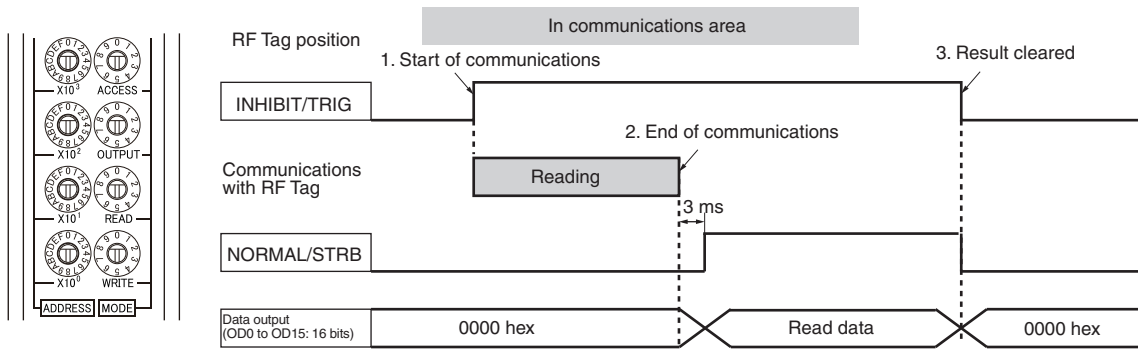 X10³
ACCESS
X10²
OUTPUT
X10¹
READ
X10⁰
WRITE
ADDRESS
MODE
RF Tag position
In communications area
1. Start of communications
3. Result cleared
INHIBIT/TRIG
2. End of communications
Communications
with RF Tag
Reading
3 ms
NORMAL/STRB
Data output
(OD0 to OD15: 16 bits)
0000 hex
Read data
0000 hex